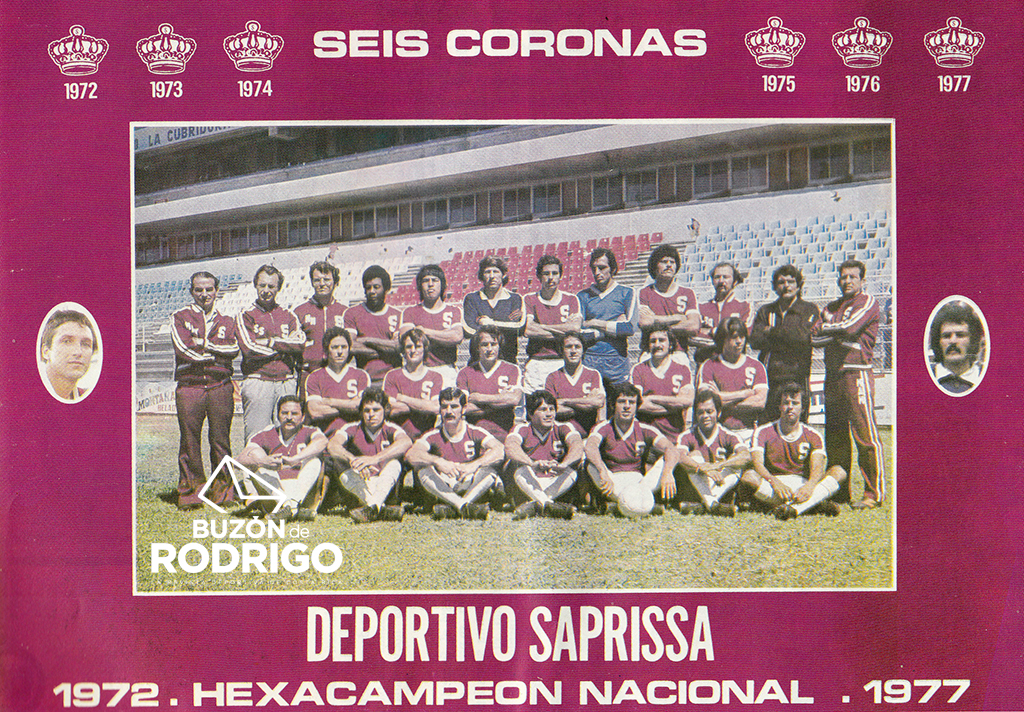 SEIS CORONAS
1972
1973
1974
1975
1976
1977
LA CUBRIDORA
MONTAÑA
BUZÓN de
RODRIGO
DEPORTIVO SAPRISSA
1972 . HEXACAMPEON NACIONAL . 1977